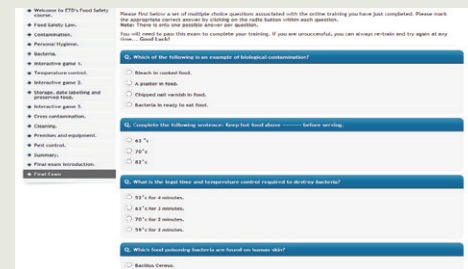 Welcome to ETB's Food Safety
course.
Food Safety Law.
Contamination.
Personal Hygiene.
Bacteria.
Interactive game 1.
Temperature control.
Interactive game 2.
Storage, date labelling and
preserved food.
Interactive game 3.
Cross contamination.
Cleaning.
Premises and equipment.
Pest control.
Summary.
Final exam introduction.
Final Exam
Please find below a set of multiple choice questions associated with the online training you have just completed. Please mark
the appropriate correct answer by clicking on the radio button within each question.
Note: There is only one possible answer per question.
You will need to pass this exam to complete your training. If you are unsuccessful, you can always re-train and try again at any
time... Good Luck!
Q. Which of the following is an example of biological contamination?
Bleach in cooked food.
A plaster in food.
Chipped nail varnish in food.
Bacteria in ready to eat food.
Q. Complete the following sentence: Keep hot food above -------- before serving.
63 °c
70°c
82°c
Q. What is the legal time and temperature control required to destroy bacteria?
°c for 4 minutes.
63°c for 3 minutes.
70°c for 2 minutes.
°c for 3 minutes.
Q. Which food poisoning bacteria are found on human skin?
Bacillus Cereus.